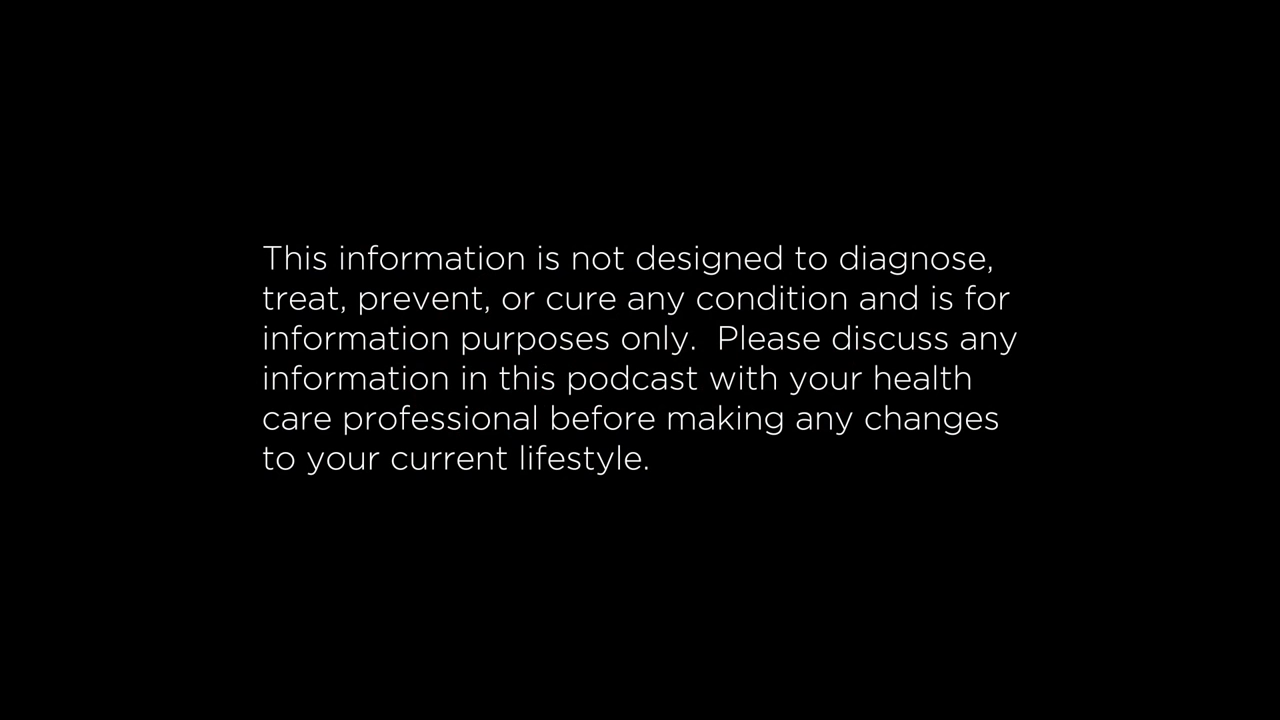 This information is not designed to diagnose,
treat, prevent, or cure any condition and is for
information purposes only.  Please discuss any
information in this podcast with your health
care professional before making any changes
to your current lifestyle.